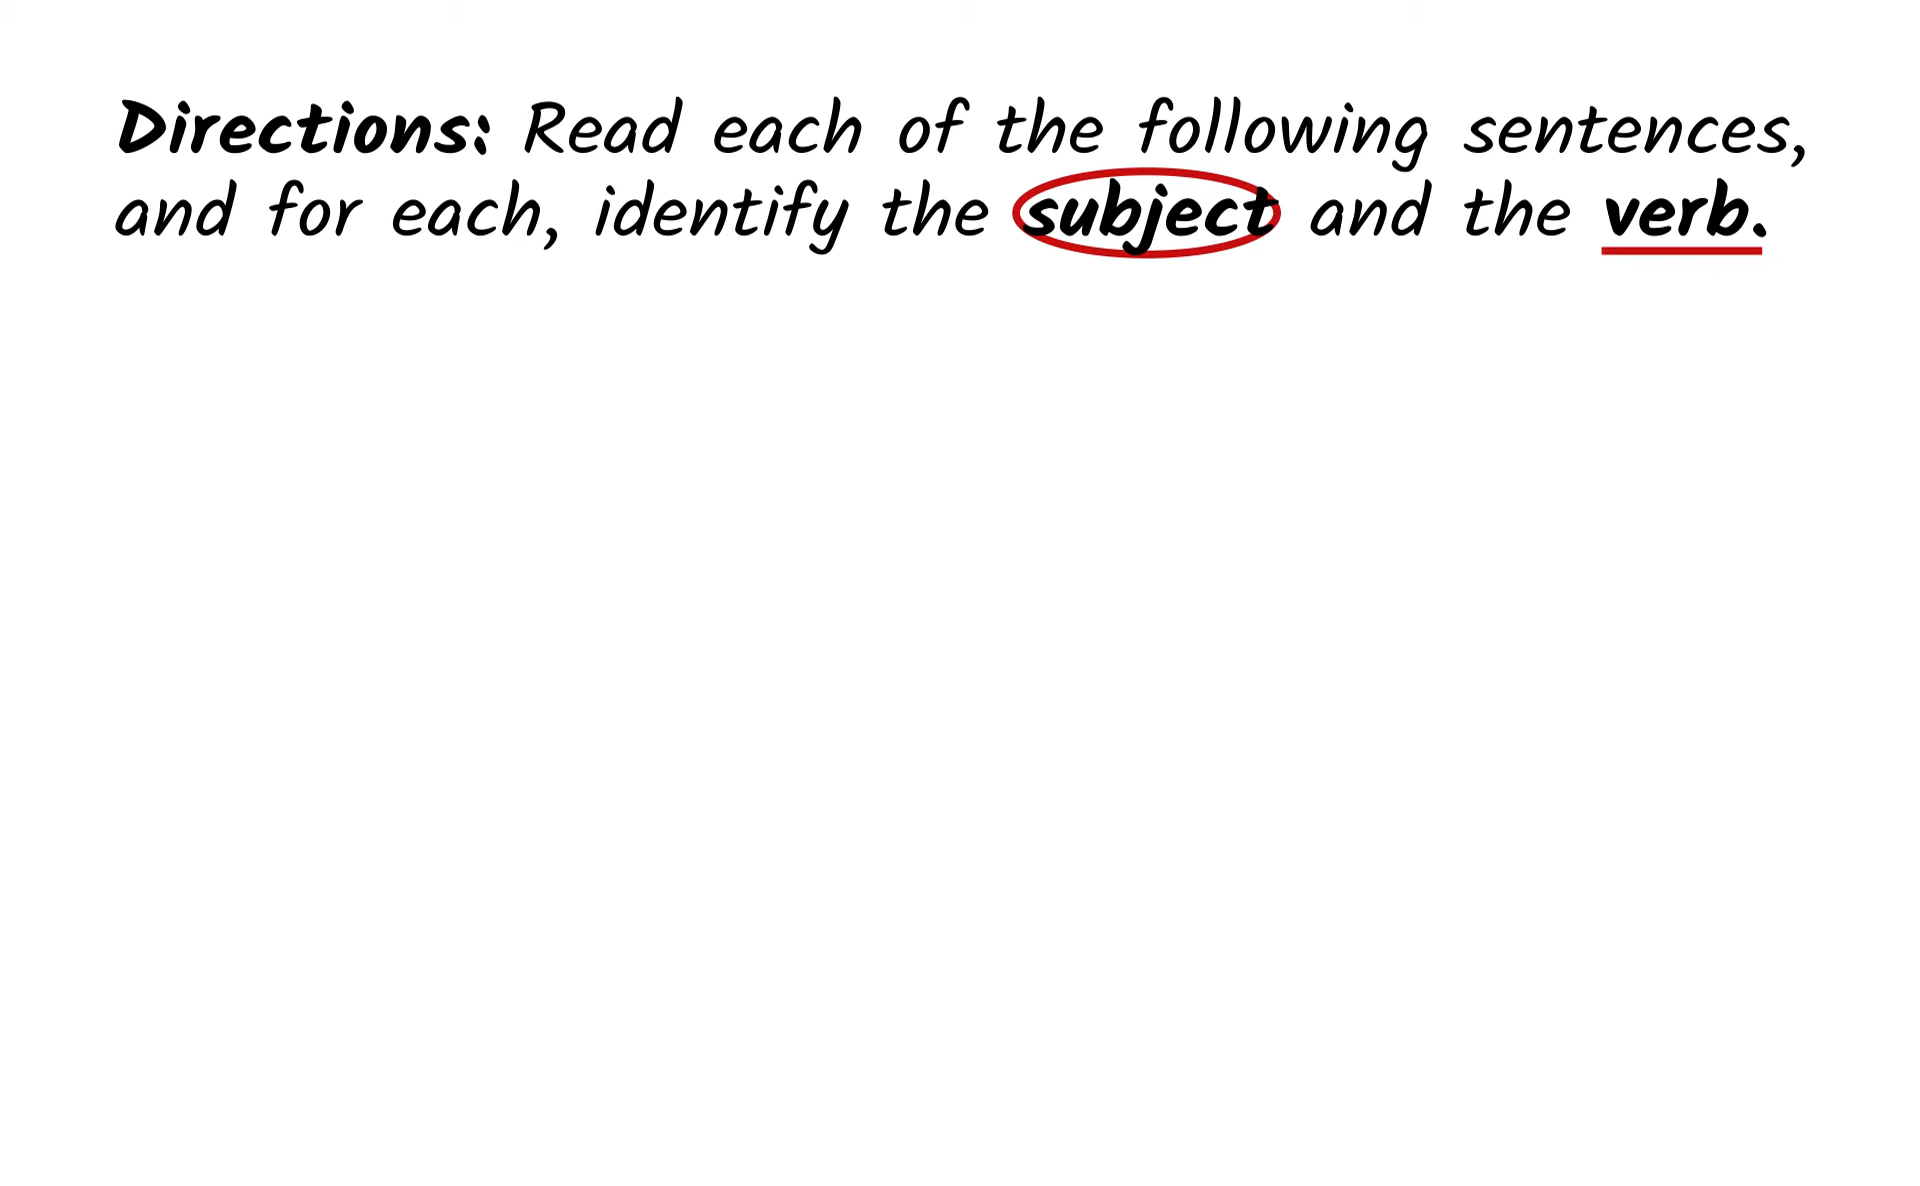 Directions: Read each of the following sentences,
and for each, identify the subject and the verb.